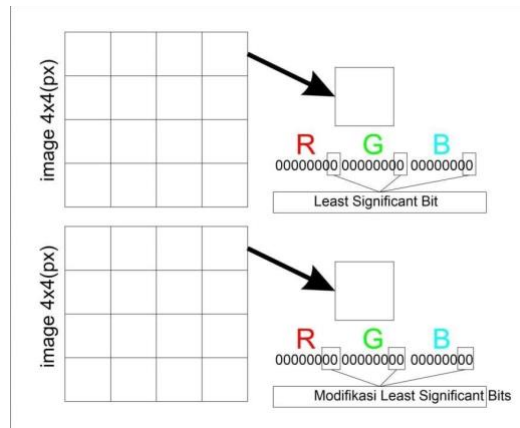 image 4x4(px)
R G B
00000000 00000000 00000000
Least Significant Bit
image 4x4(px)
R G B
00000000 00000000 00000000
Modifikasi Least Significant Bits